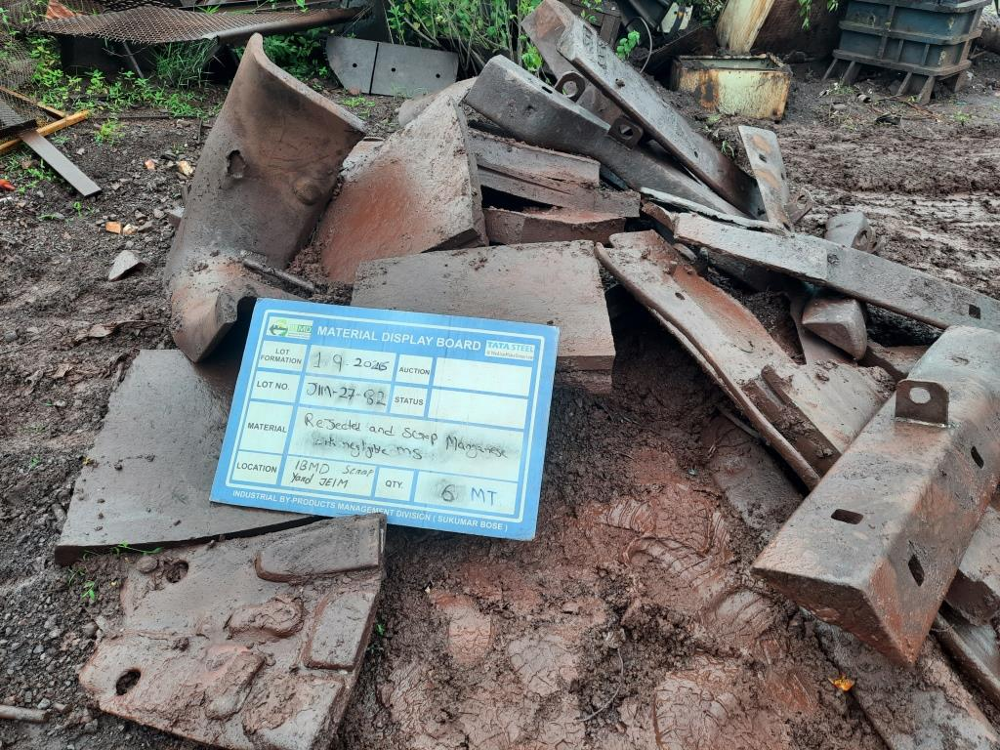 IBMD
MATERIAL DISPLAY BOARD
TATA STEEL
LOT FORMATION
1.9.2026
AUCTION
LOT NO.
JIM-27-82
STATUS
MATERIAL
Rejected and Scrap Manganese
with neglgible ms
LOCATION
IBMD Scrap
Yard JEIM
QTY.
6 MT
INDUSTRIAL BY-PRODUCTS MANAGEMENT DIVISION ( SUKUMAR BOSE )